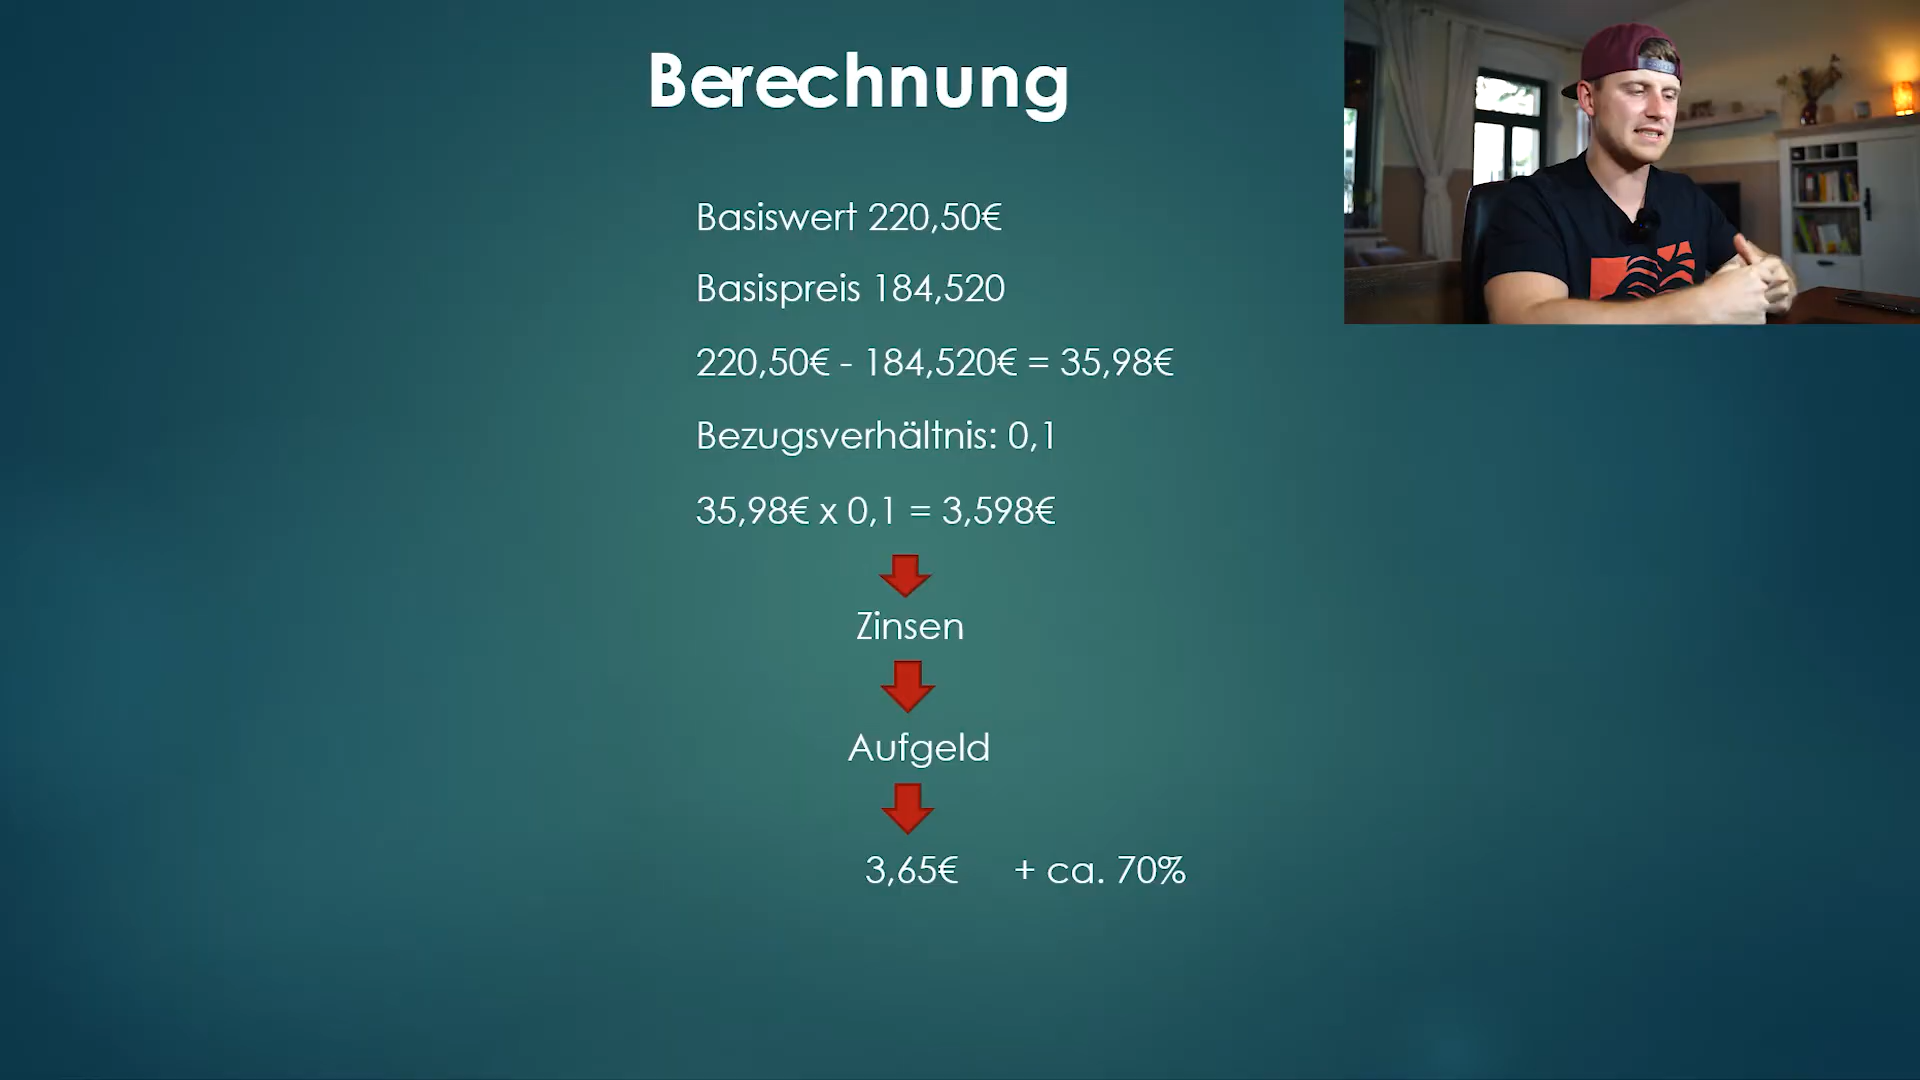 Berechnung
Basiswert 220,50€
Basispreis 184,520
220,50€ - 184,520€ = 35,98€
Bezugsverhältnis: 0,1
35,98€ x 0,1 = 3,598€
Zinsen
Aufgeld
3,65€ + ca. 70%